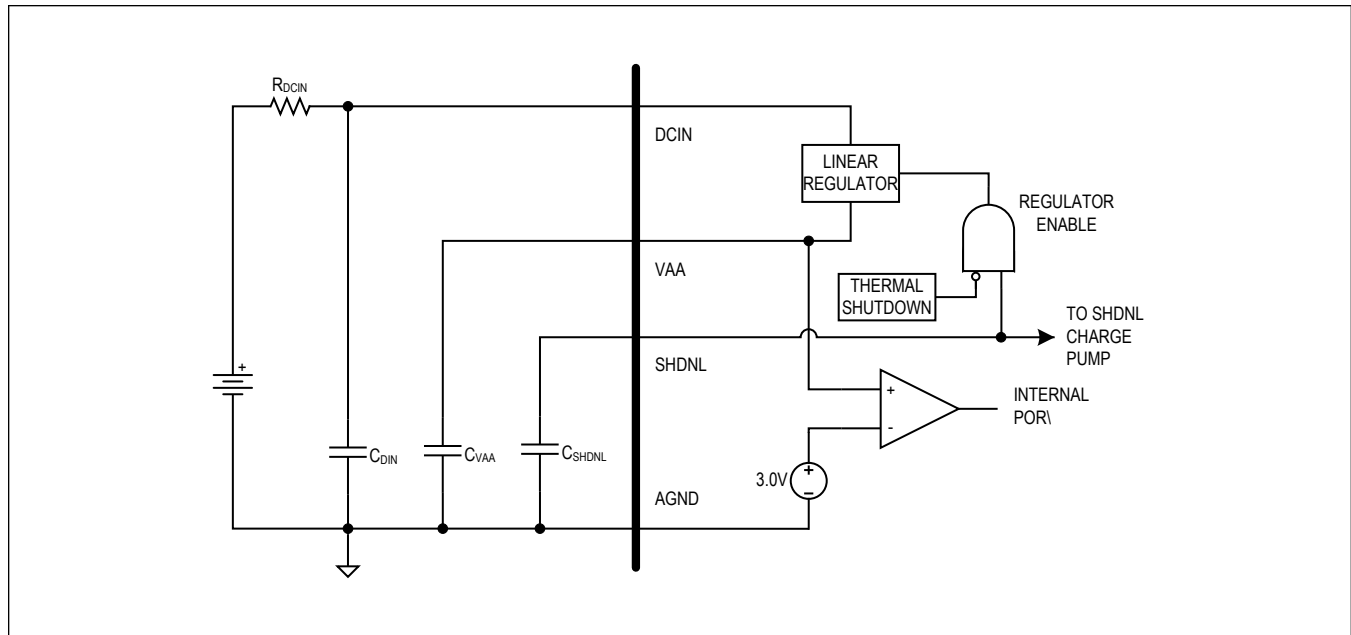 RDCIN
DCIN
LINEAR
REGULATOR
REGULATOR
ENABLE
VAA
THERMAL
SHUTDOWN
TO SHDNL
CHARGE
PUMP
SHDNL
+
+
-
INTERNAL
POR\
CDIN
CVAA
CSHDNL
3.0V
+
–
AGND